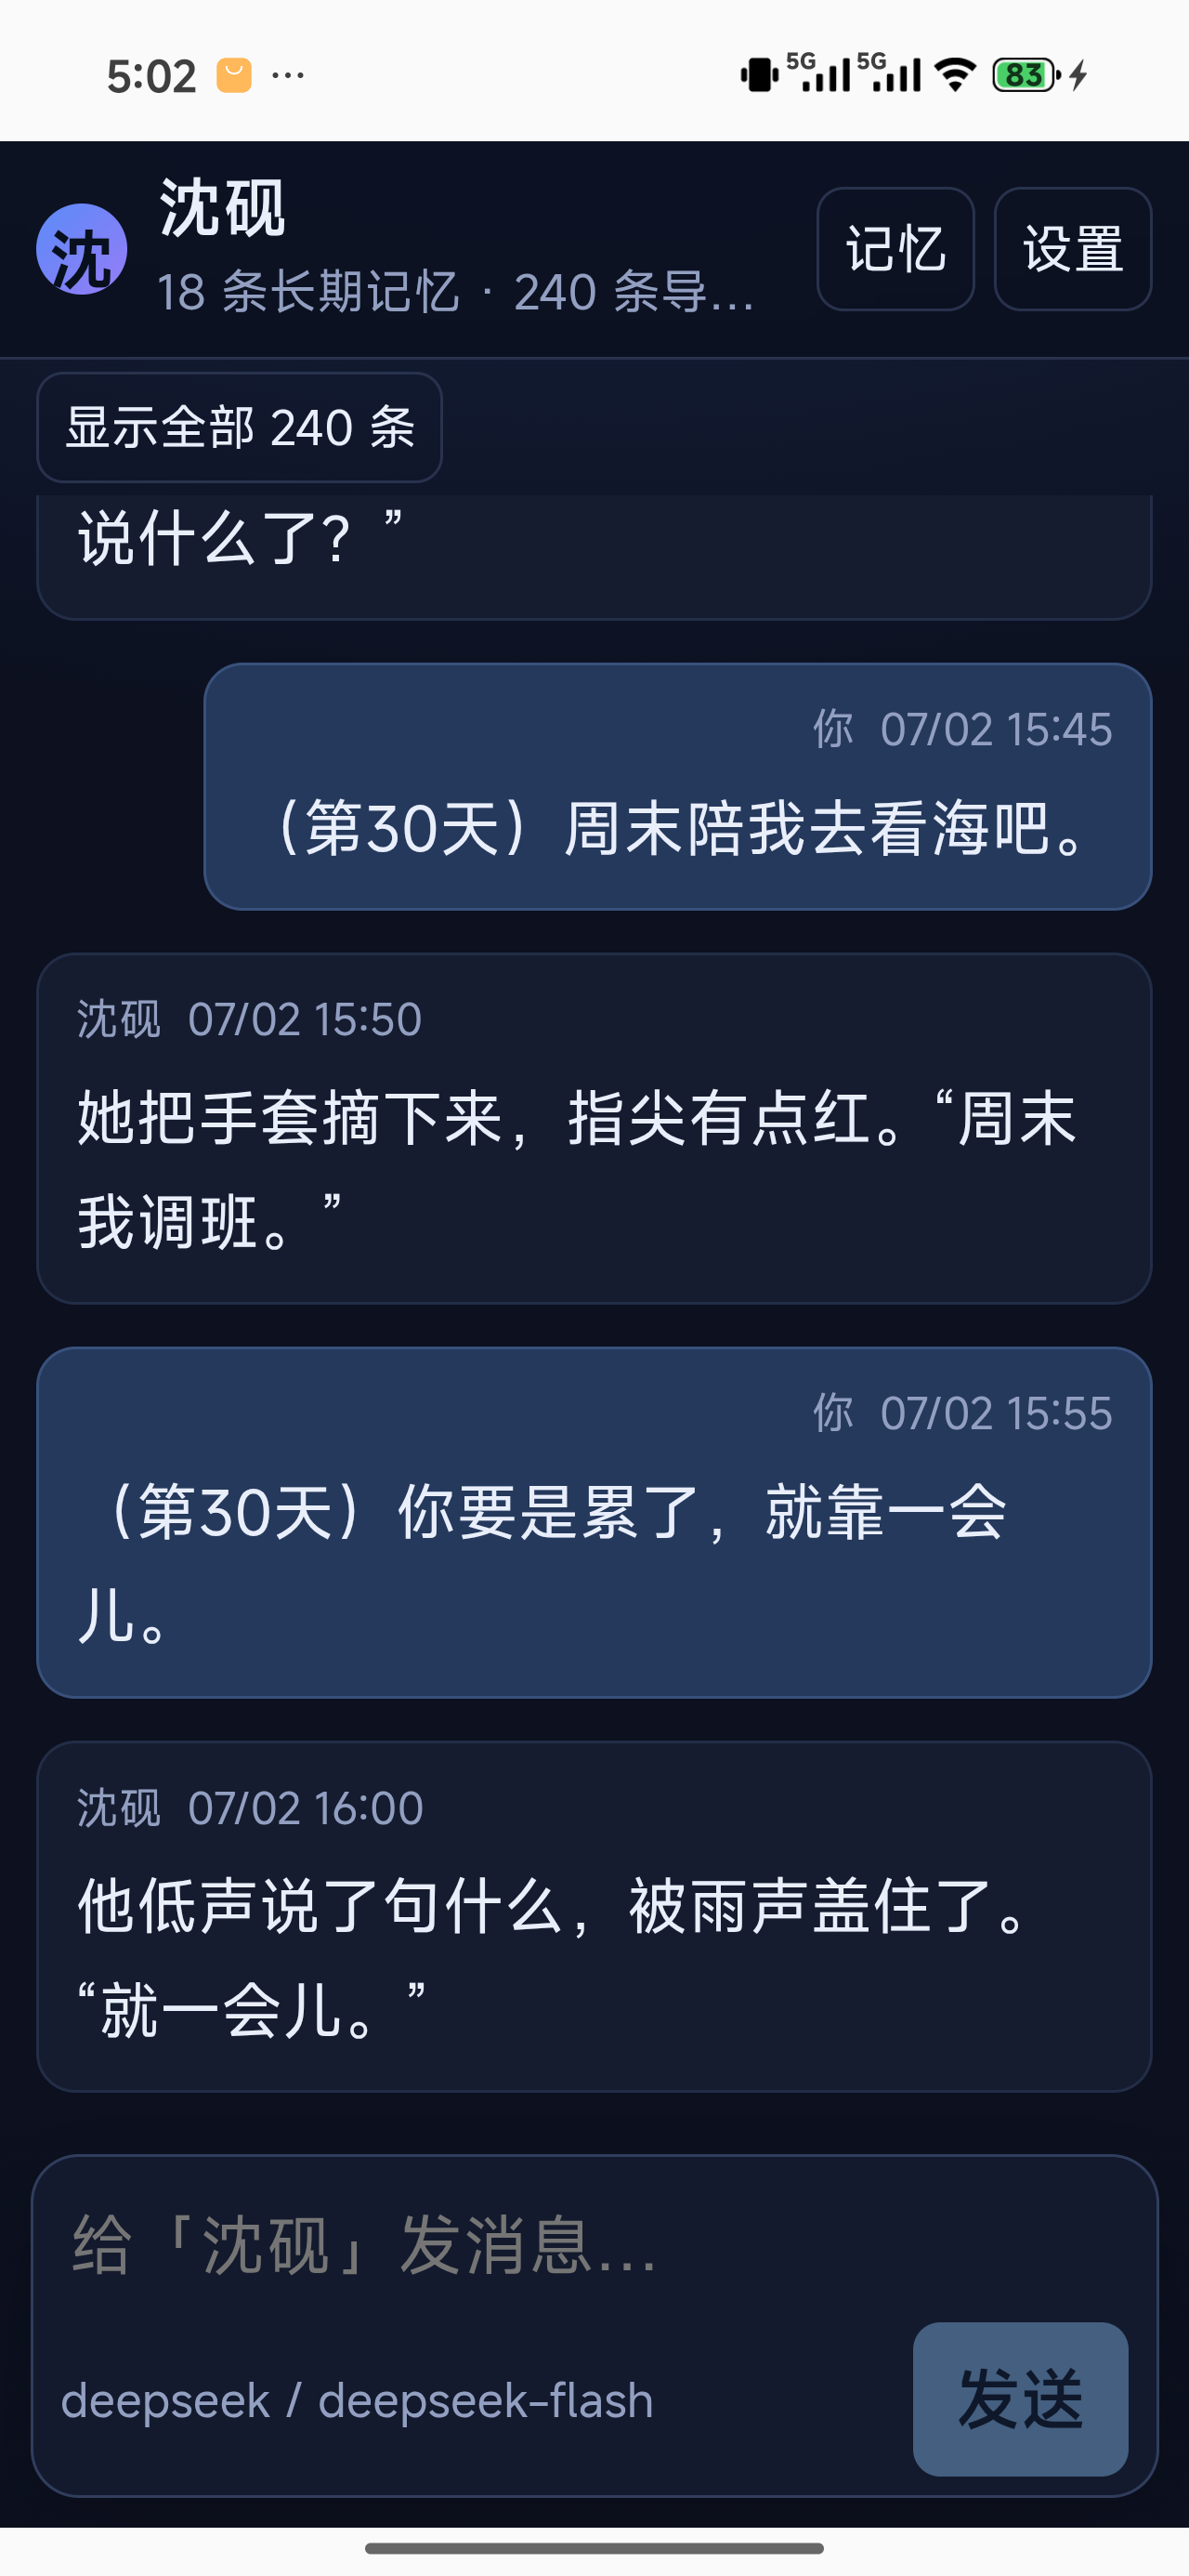 5:02 ...
5G 5G 83
沈
沈砚
18 条长期记忆 · 240 条导...
记忆
设置
显示全部 240 条
说什么了？”
你 07/02 15:45
（第30天）周末陪我去看海吧。
沈砚 07/02 15:50
她把手套摘下来，指尖有点红。“周末
我调班。”
你 07/02 15:55
（第30天）你要是累了，就靠一会
儿。
沈砚 07/02 16:00
他低声说了句什么，被雨声盖住了。
“就一会儿。”
给「沈砚」发消息...
deepseek / deepseek-flash
发送